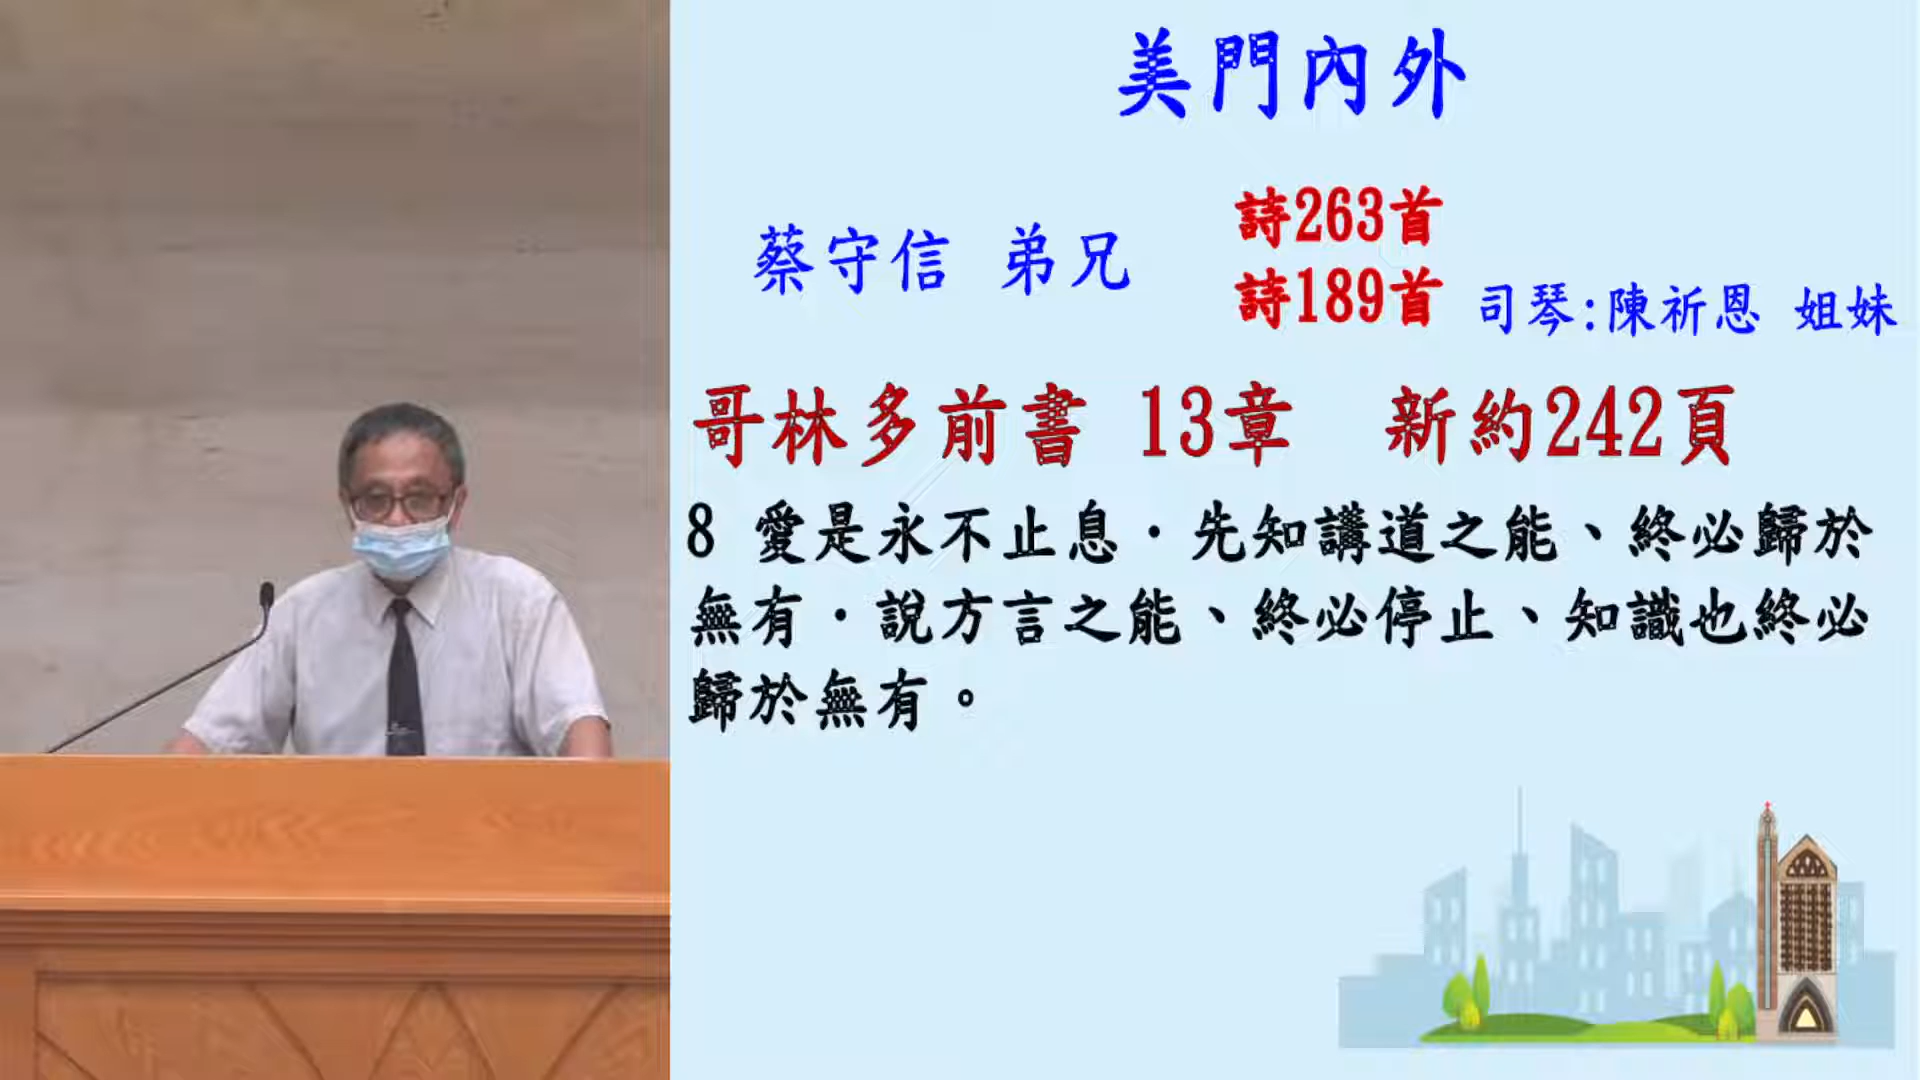 美門內外
蔡守信 弟兄
詩263首
詩189首
司琴:陳祈恩 姐妹
哥林多前書 13章 新約242頁
8 愛是永不止息．先知講道之能、終必歸於
無有．說方言之能、終必停止、知識也終必
歸於無有。